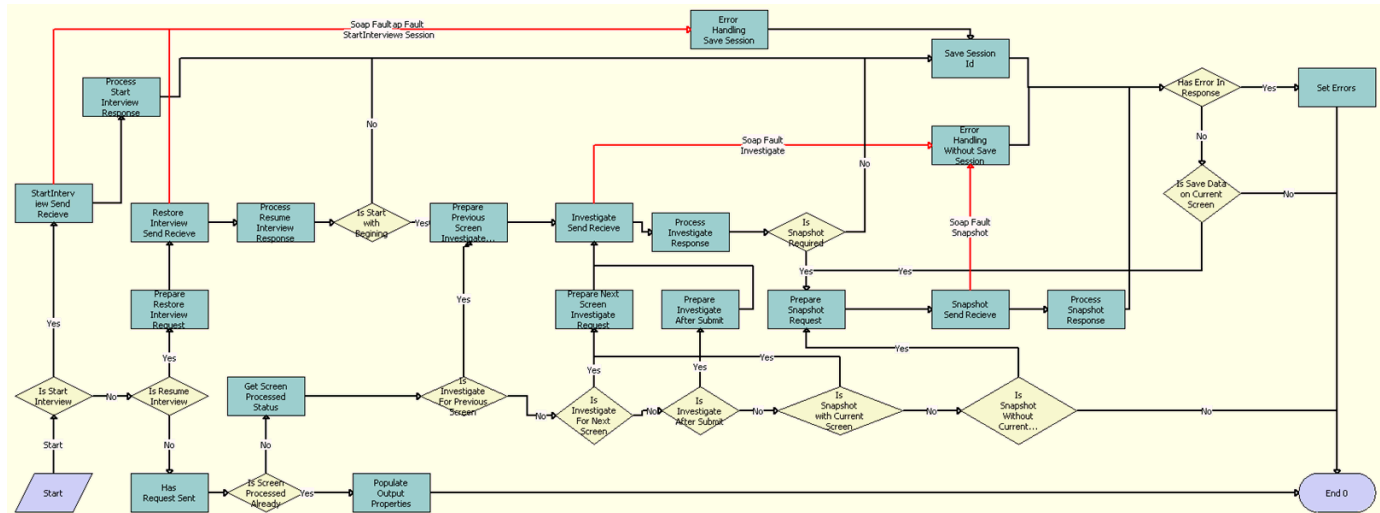 Soap Faultap Fault
StartInterview Session
Error
Handling
Save Session
Save Session
Id
Process
Start
Interview
Response
Has Error In
Response
Yes
Set Errors
No
Soap Fault
Investigate
Error
Handling
Without Save
Session
No
No
Is Save Data
on Current
Screen
No
StartInterv
iew Send
Recieve
Restore
Interview
Send Recieve
Process
Resume
Interview
Response
Is Start
with
Begining
Yes
Prepare
Previous
Screen
Investigate...
Investigate
Send Recieve
Process
Investigate
Response
Is
Snapshot
Required
Soap Fault
Snapshot
Yes
Yes
Prepare
Restore
Interview
Request
Prepare Next
Screen
Investigate
Request
Prepare
Investigate
After Submit
Prepare
Snapshot
Request
Snapshot
Send Recieve
Process
Snapshot
Response
Yes
Yes
Yes
Yes
Yes
Yes
Yes
Is Start
Interview
No
Is Resume
Interview
Get Screen
Processed
Status
Is
Investigate
For Previous
Screen
No
Is
Investigate
For Next
Screen
No
Is
Investigate
After Submit
No
Is
Snapshot
with Current
Screen
No
Is
Snapshot
Without
Current...
No
Start
No
No
Start
Has
Request Sent
Is Screen
Processed
Already
Yes
Populate
Output
Properties
End 0